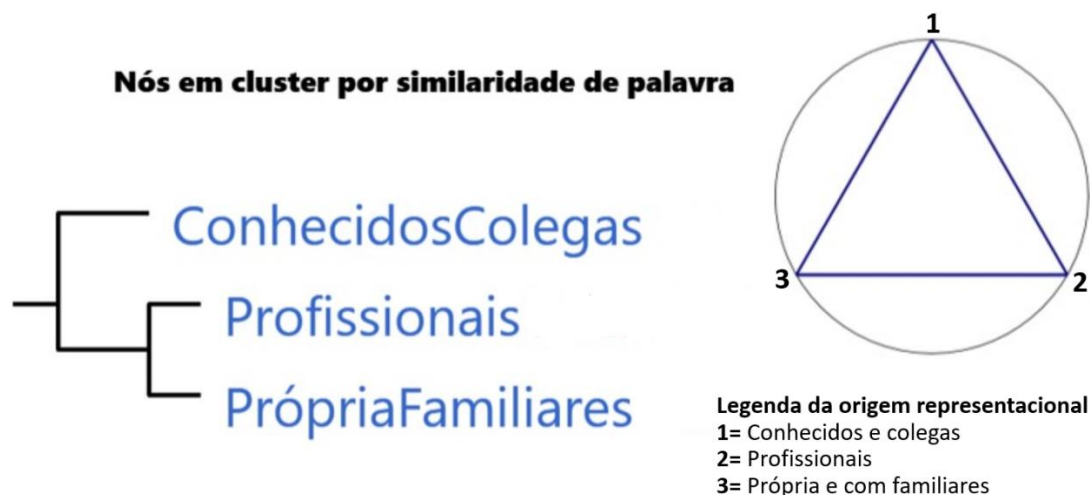 Nós em cluster por similaridade de palavra
ConhecidosColegas
Profissionais
PrópriaFamiliares
1
3
2
Legenda da origem representacional
1= Conhecidos e colegas
2= Profissionais
3= Própria e com familiares